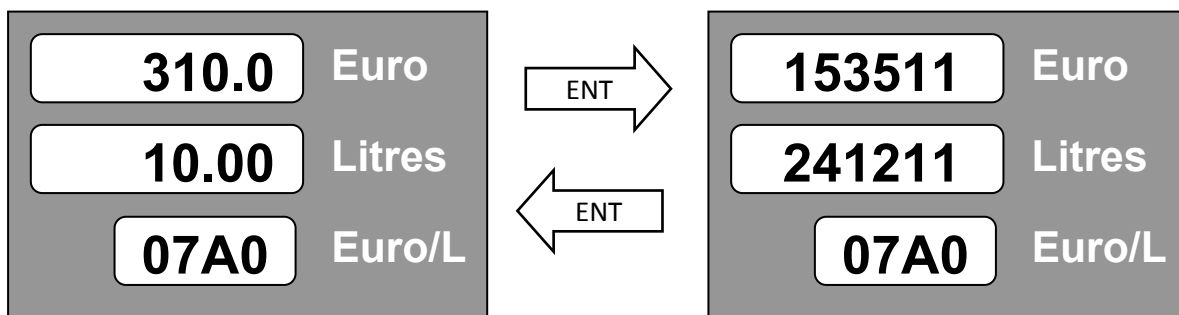 310.0 Euro
10.00 Litres
07A0 Euro/L
ENT
ENT
153511 Euro
241211 Litres
07A0 Euro/L